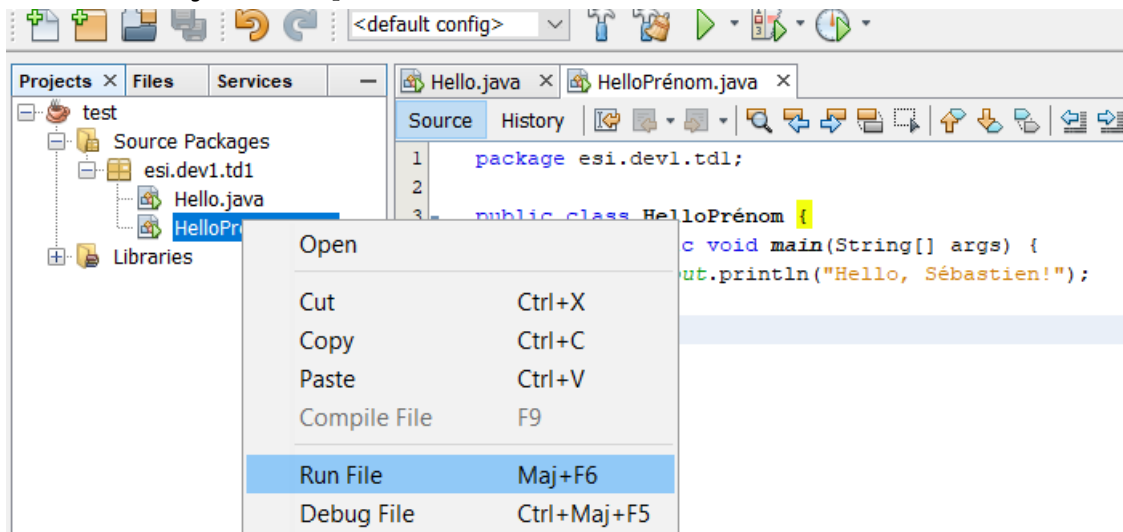 <default config>
Projects Files Services
Hello.java HelloPrénom.java
test
Source Packages
esi.dev1.td1
Hello.java
HelloPr
Libraries
Source History
1 package esi.dev1.td1;
2
3 public class HelloPrénom {
c void main(String[] args) {
ut.println("Hello, Sébastien!");
Open
Cut Ctrl+X
Copy Ctrl+C
Paste Ctrl+V
Compile File F9
Run File Maj+F6
Debug File Ctrl+Maj+F5